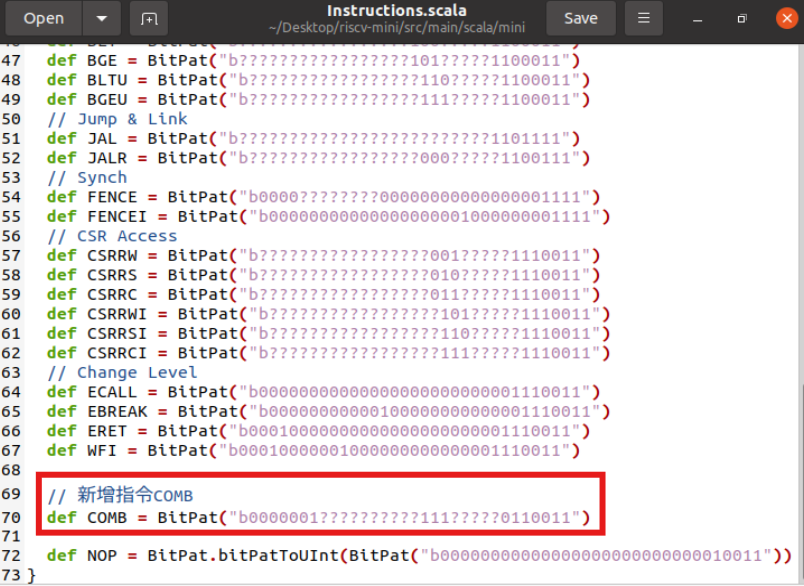 Open
Instructions.scala
~/Desktop/riscv-mini/src/main/scala/mini
Save
47 def BGE = BitPat("b?????????????????101?????1100011")
48 def BLTU = BitPat("b?????????????????110?????1100011")
49 def BGEU = BitPat("b?????????????????111?????1100011")
50 // Jump & Link
51 def JAL = BitPat("b?????????????????????????1101111")
52 def JALR = BitPat("b?????????????????000?????1100111")
53 // Synch
54 def FENCE = BitPat("b0000????????00000000000000001111")
55 def FENCEI = BitPat("b00000000000000000001000000001111")
56 // CSR Access
57 def CSRRW = BitPat("b?????????????????001?????1110011")
58 def CSRRS = BitPat("b?????????????????010?????1110011")
59 def CSRRC = BitPat("b?????????????????011?????1110011")
60 def CSRRWI = BitPat("b?????????????????101?????1110011")
61 def CSRRSI = BitPat("b?????????????????110?????1110011")
62 def CSRRCI = BitPat("b?????????????????111?????1110011")
63 // Change Level
64 def ECALL = BitPat("b00000000000000000000000001110011")
65 def EBREAK = BitPat("b00000000000100000000000001110011")
66 def ERET = BitPat("b00010000000000000000000001110011")
67 def WFI = BitPat("b00010000001000000000000001110011")
68
69 // 新增指令COMB
70 def COMB = BitPat("b0000001??????????111?????0110011")
71
72 def NOP = BitPat.bitPatToUInt(BitPat("b00000000000000000000000000010011"))
73 }